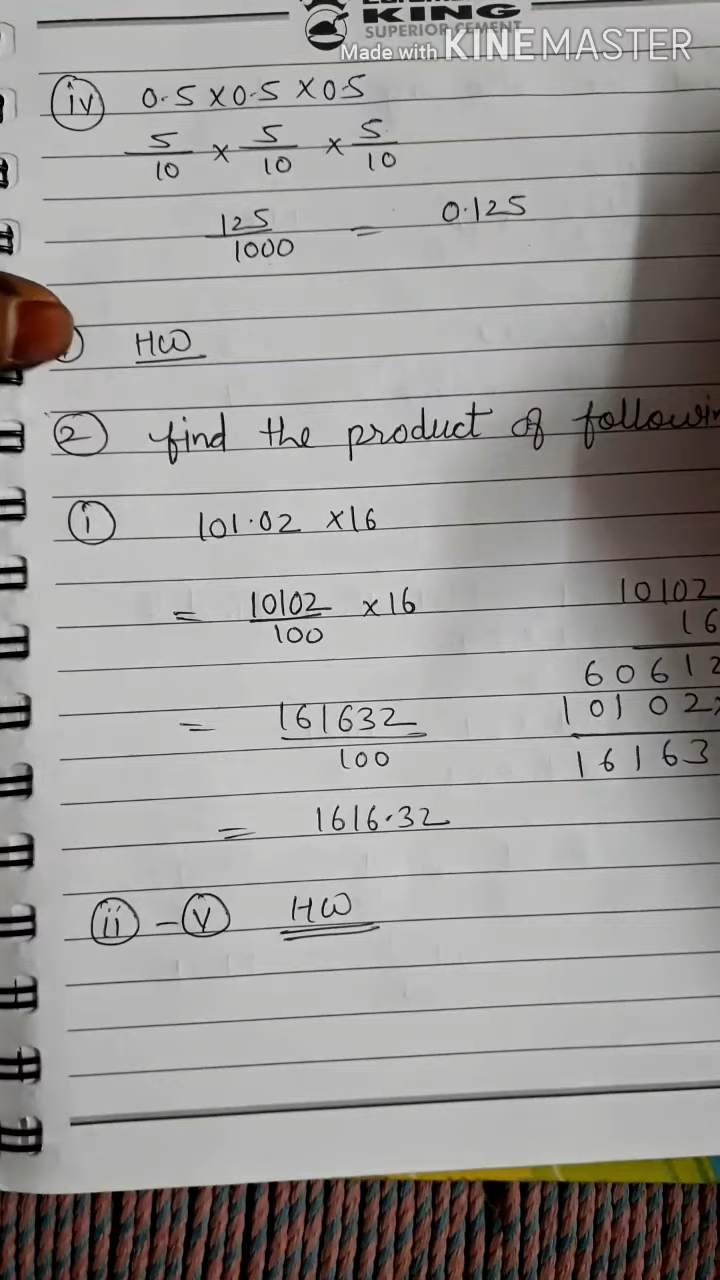 KING
SUPERIOR CEMENT
Made with KINEMASTER
iv 0.5 × 0.5 × 0.5
5/10 × 5/10 × 5/10
125/1000 = 0.125
HW
2 find the product of
i 101.02 × 16
= 10102/100 × 16
10102
16
= 161632/100
60612
10102
16163
= 1616.32
ii - v HW